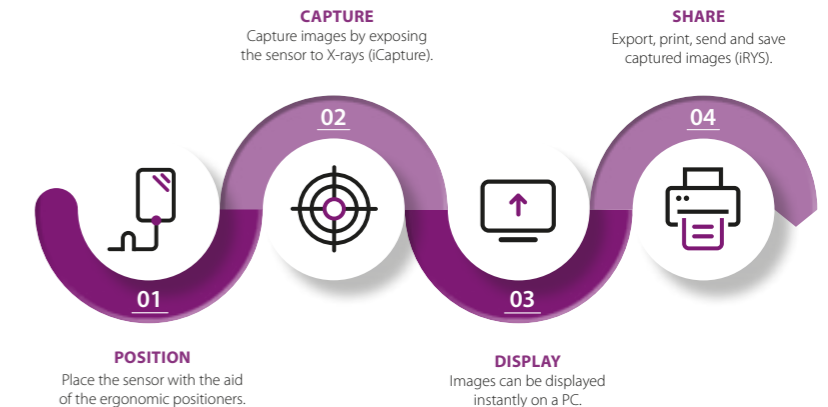 01
POSITION
Place the sensor with the aid
of the ergonomic positioners.
CAPTURE
Capture images by exposing
the sensor to X-rays (iCapture).
02
03
DISPLAY
Images can be displayed
instantly on a PC.
SHARE
Export, print, send and save
captured images (iRYS).
04